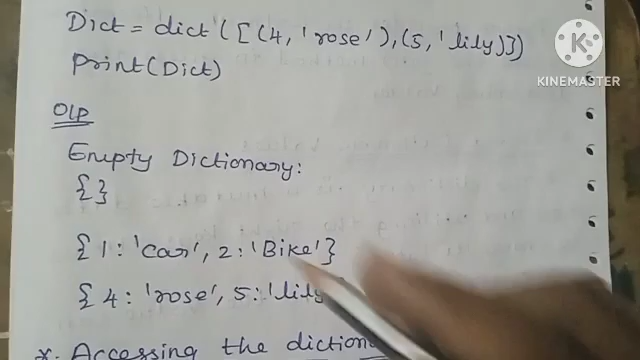 Dict = dict([(4, 'rose'),(5, 'lily)])
print(Dict)
KINEMASTER
O/p
Empty Dictionary:
{}
{1: 'Car', 2: 'Bike'}
{4: 'rose', 5: 'lily
x. Accessing the diction